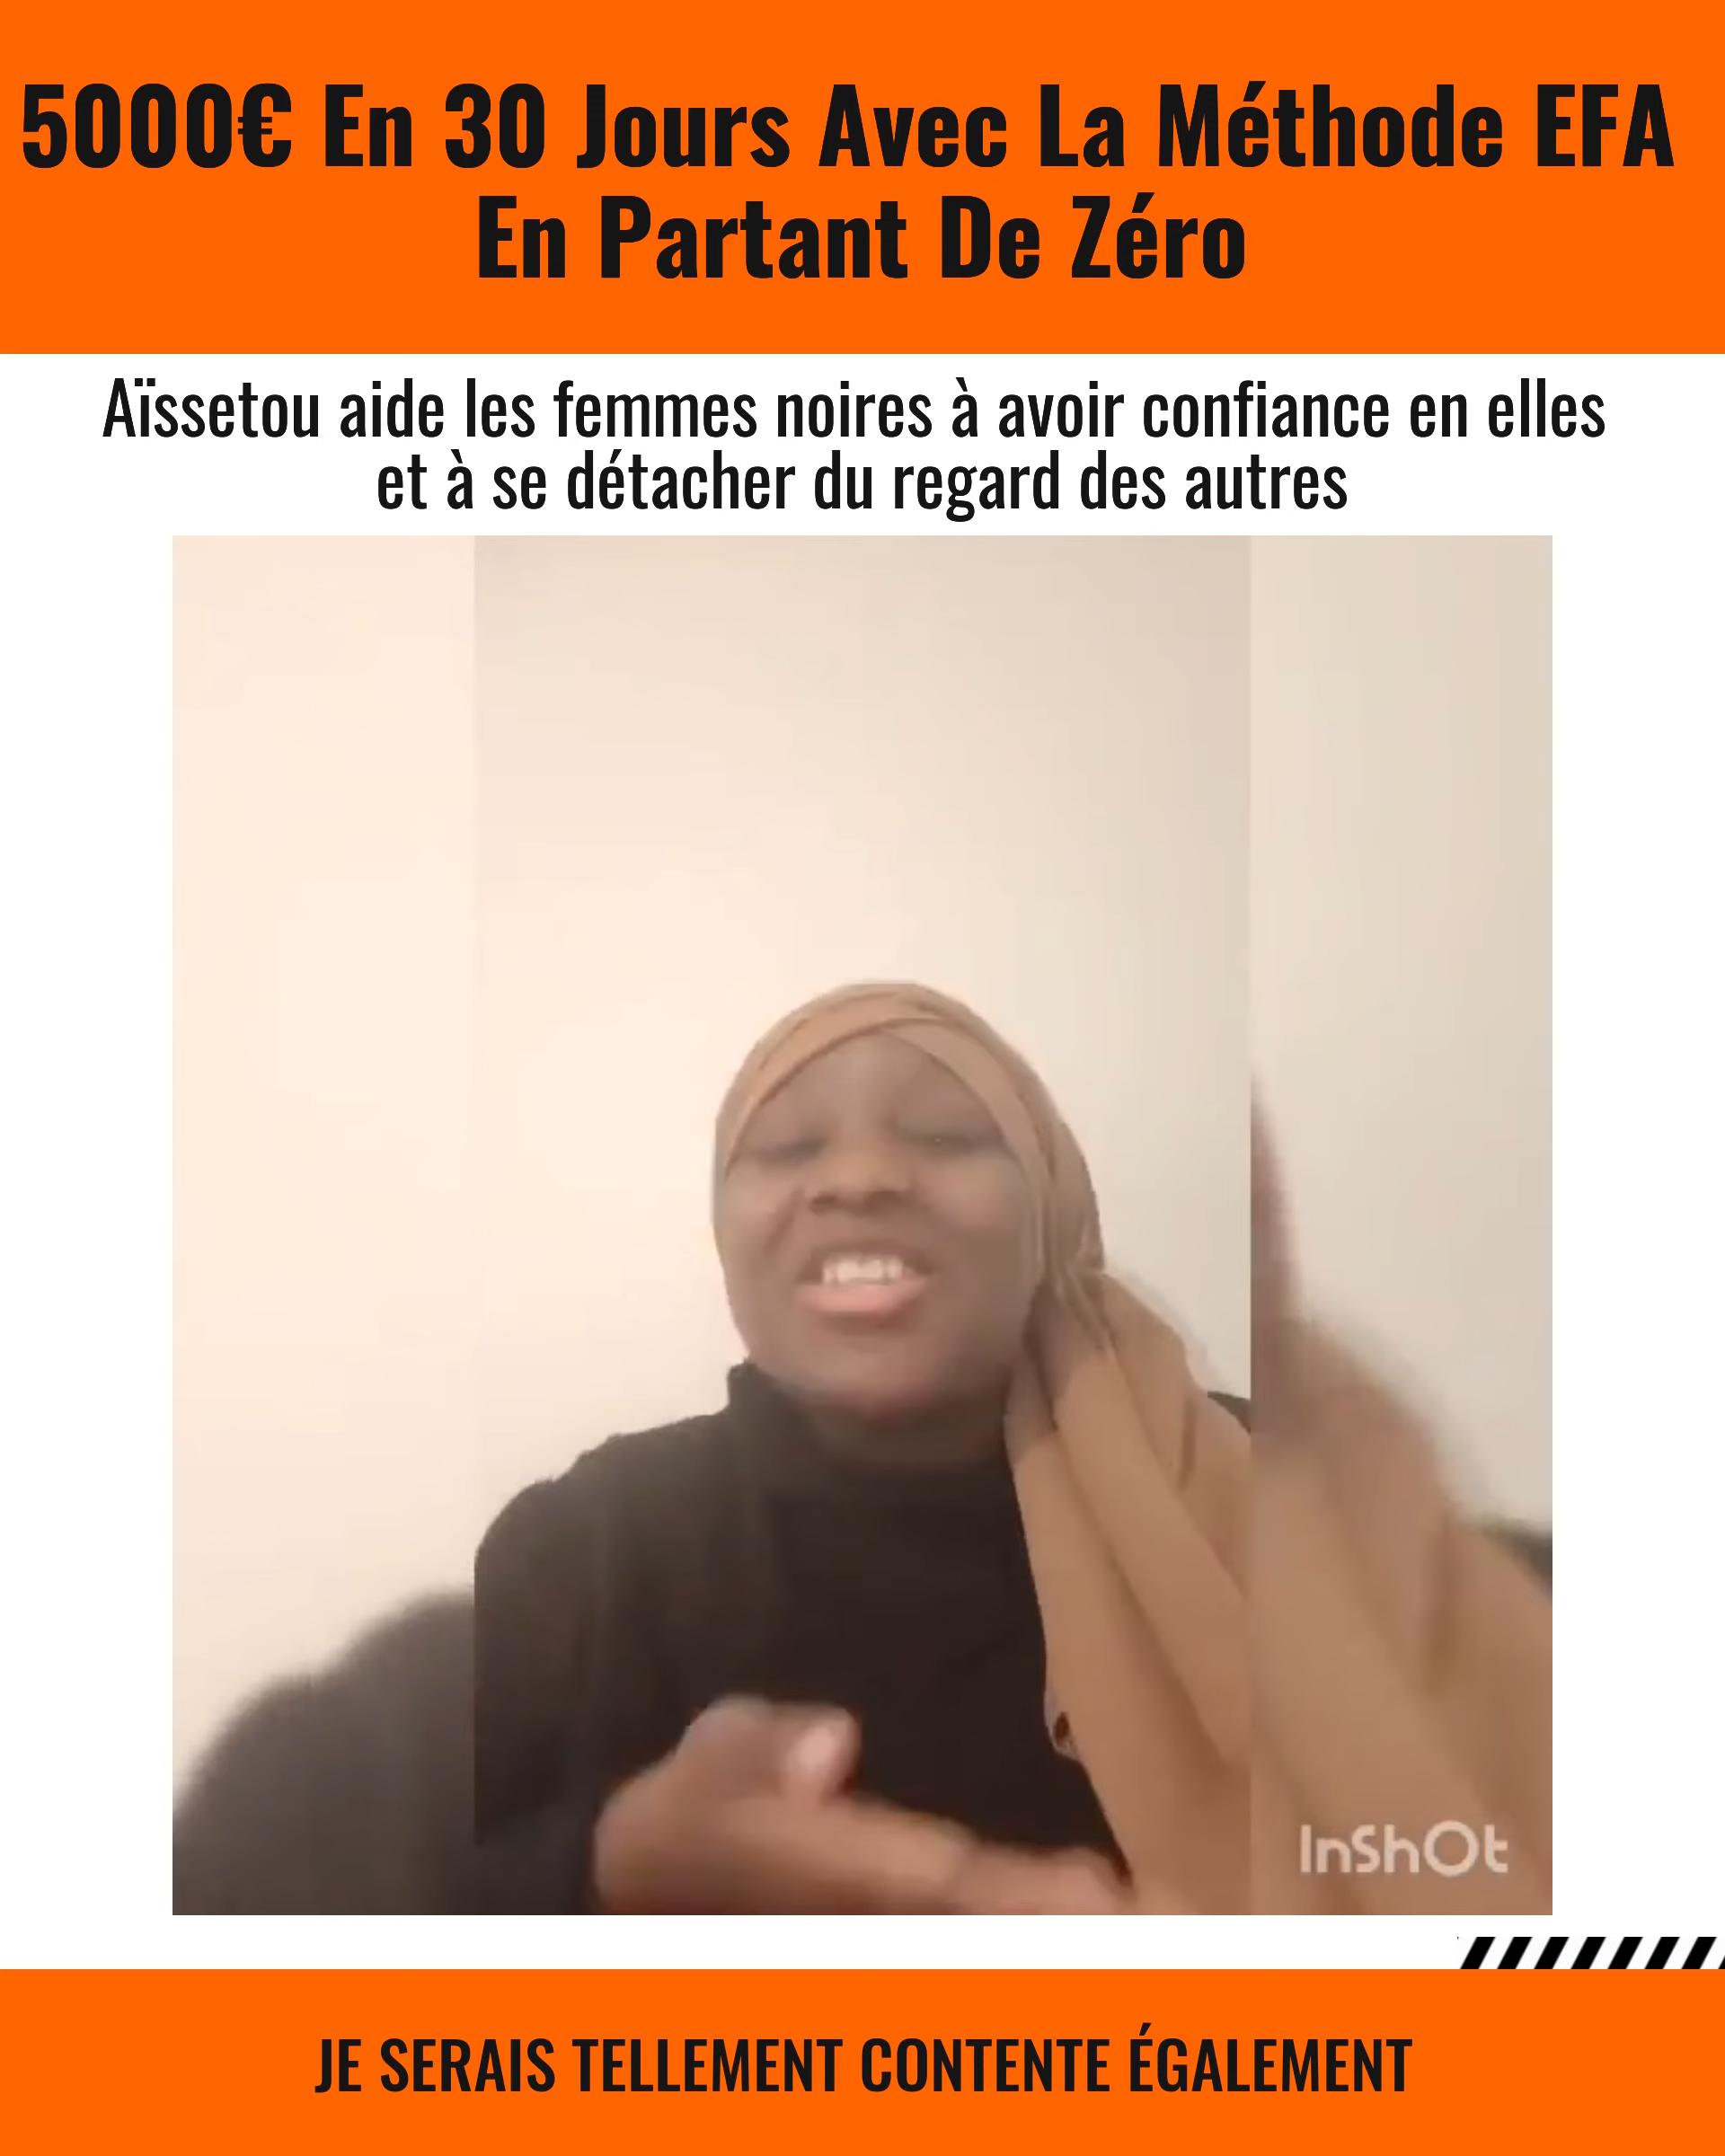 5000€ En 30 Jours Avec La Méthode EFA
En Partant De Zéro
Aïssetou aide les femmes noires à avoir confiance en elles
et à se détacher du regard des autres
InShOt
JE SERAIS TELLEMENT CONTENTE ÉGALEMENT